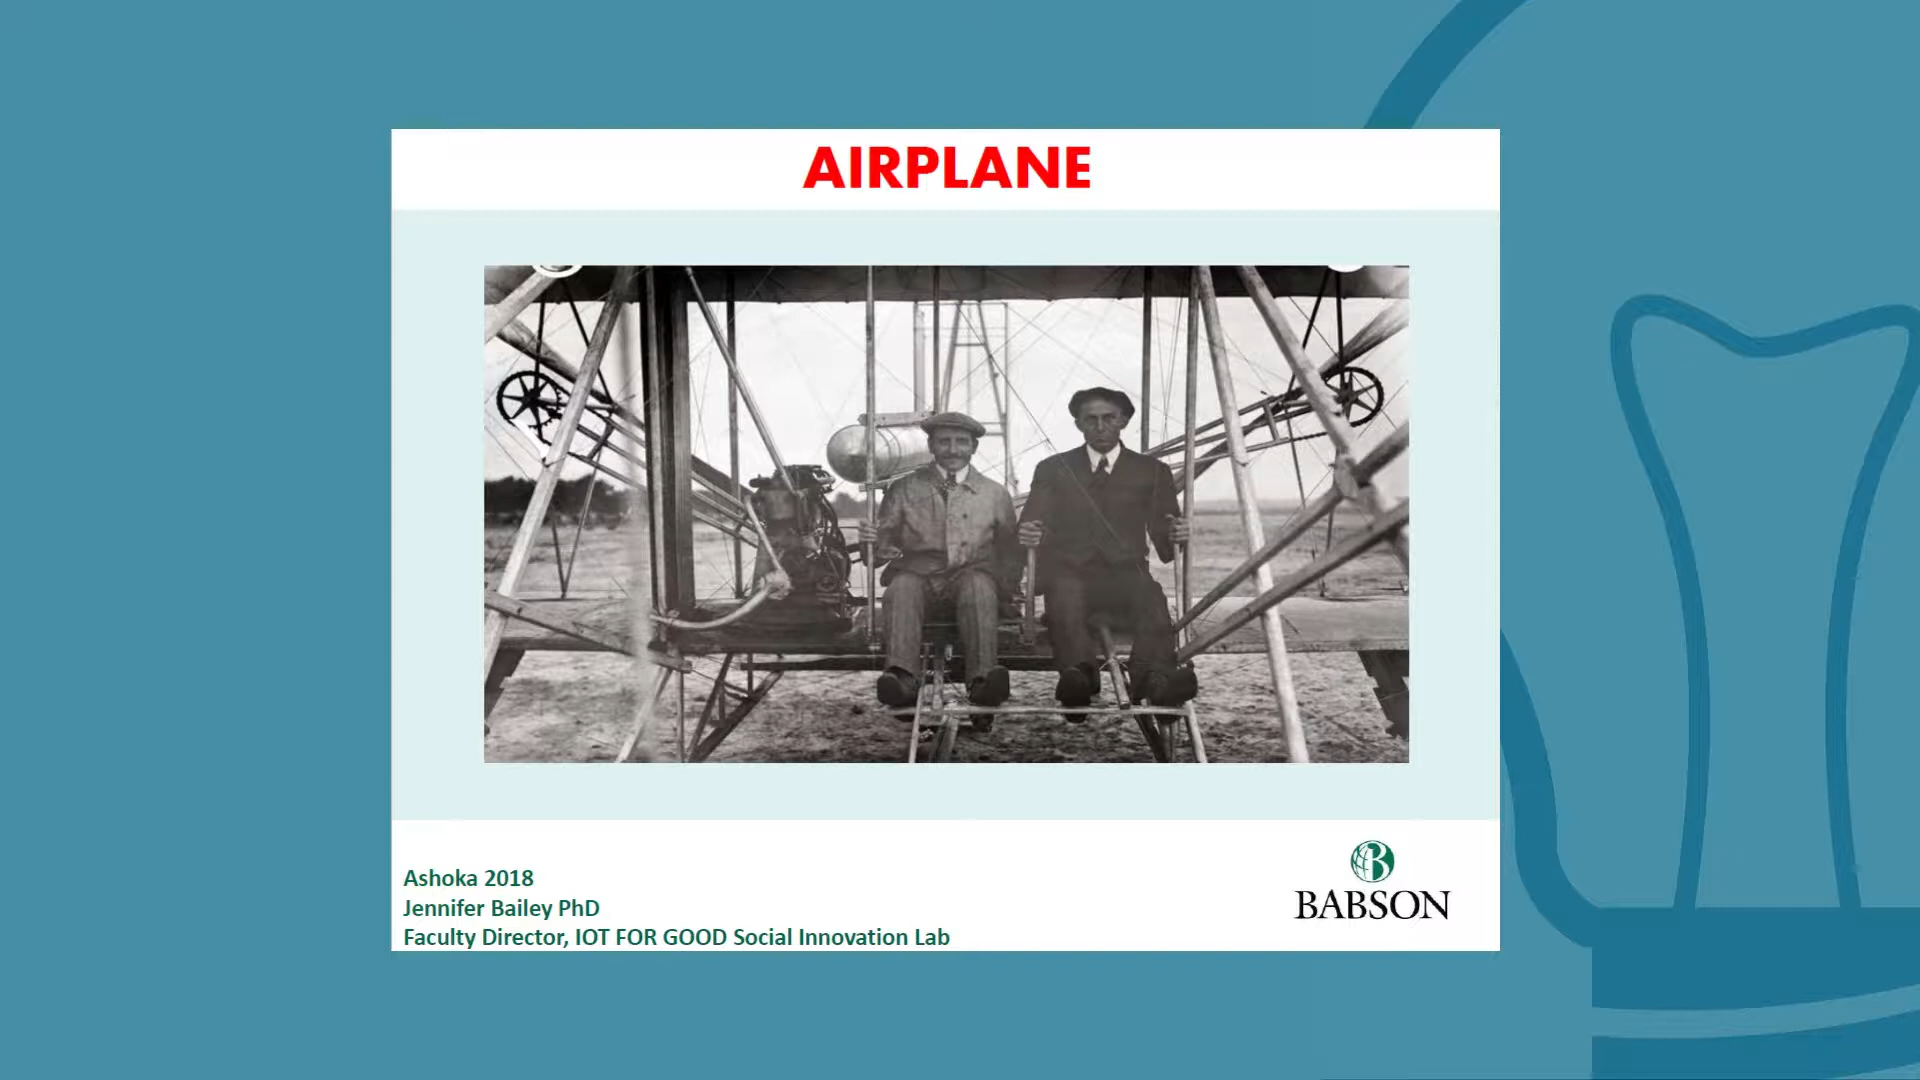 AIRPLANE
Ashoka 2018
Jennifer Bailey PhD
Faculty Director, IOT FOR GOOD Social Innovation Lab
B
BABSON